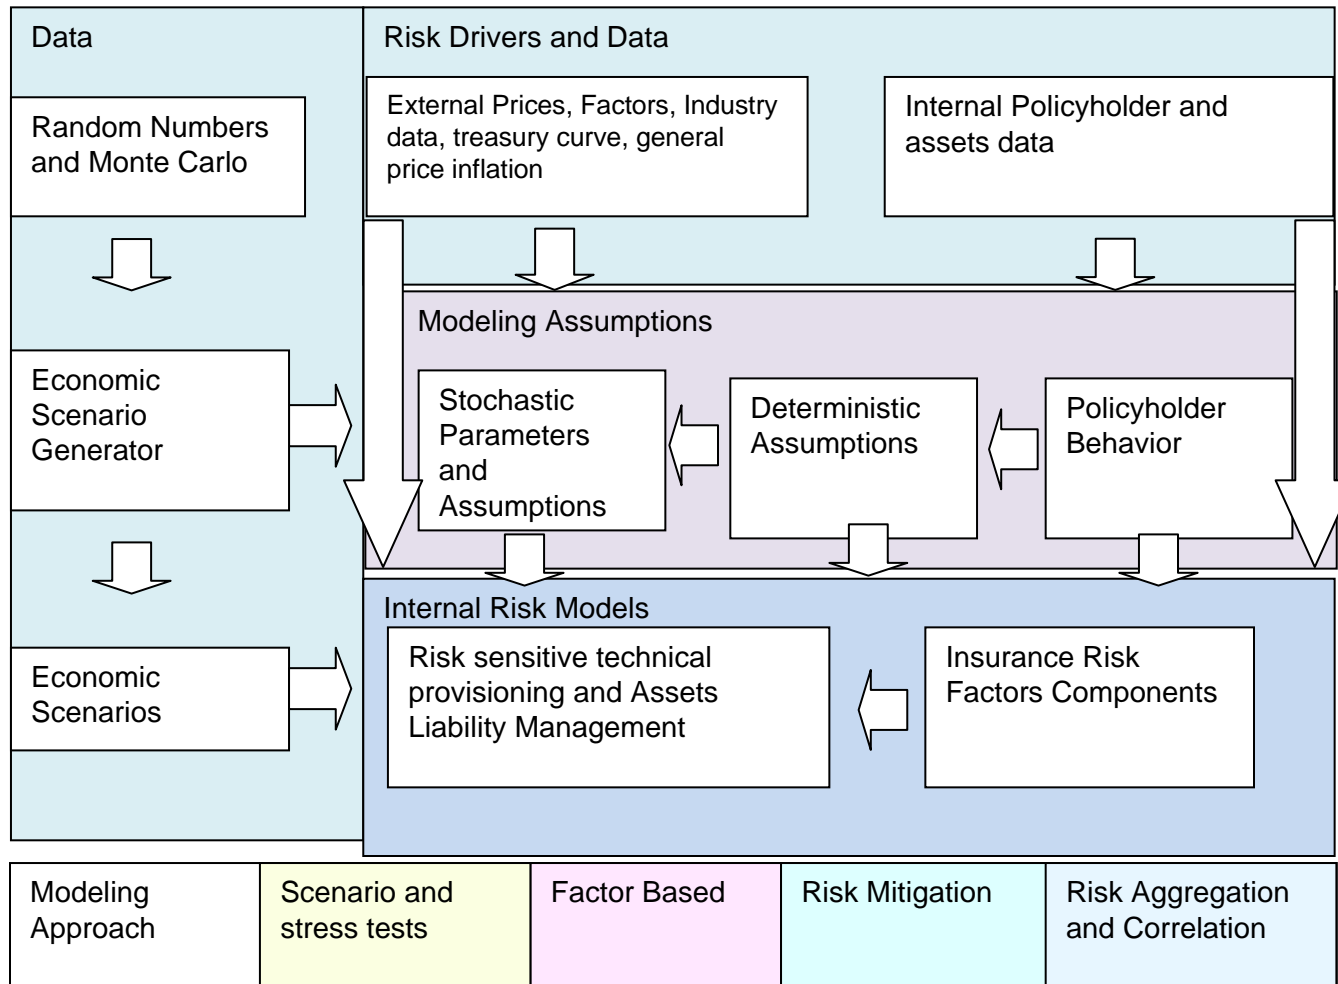 Data
Random Numbers
and Monte Carlo
Economic
Scenario
Generator
Economic
Scenarios
Risk Drivers and Data
External Prices, Factors, Industry
data, treasury curve, general
price inflation
Internal Policyholder and
assets data
Modeling Assumptions
Stochastic
Parameters
and
Assumptions
Deterministic
Assumptions
Policyholder
Behavior
Internal Risk Models
Risk sensitive technical
provisioning and Assets
Liability Management
Insurance Risk
Factors Components
Modeling
Approach
Scenario and
stress tests
Factor Based
Risk Mitigation
Risk Aggregation
and Correlation